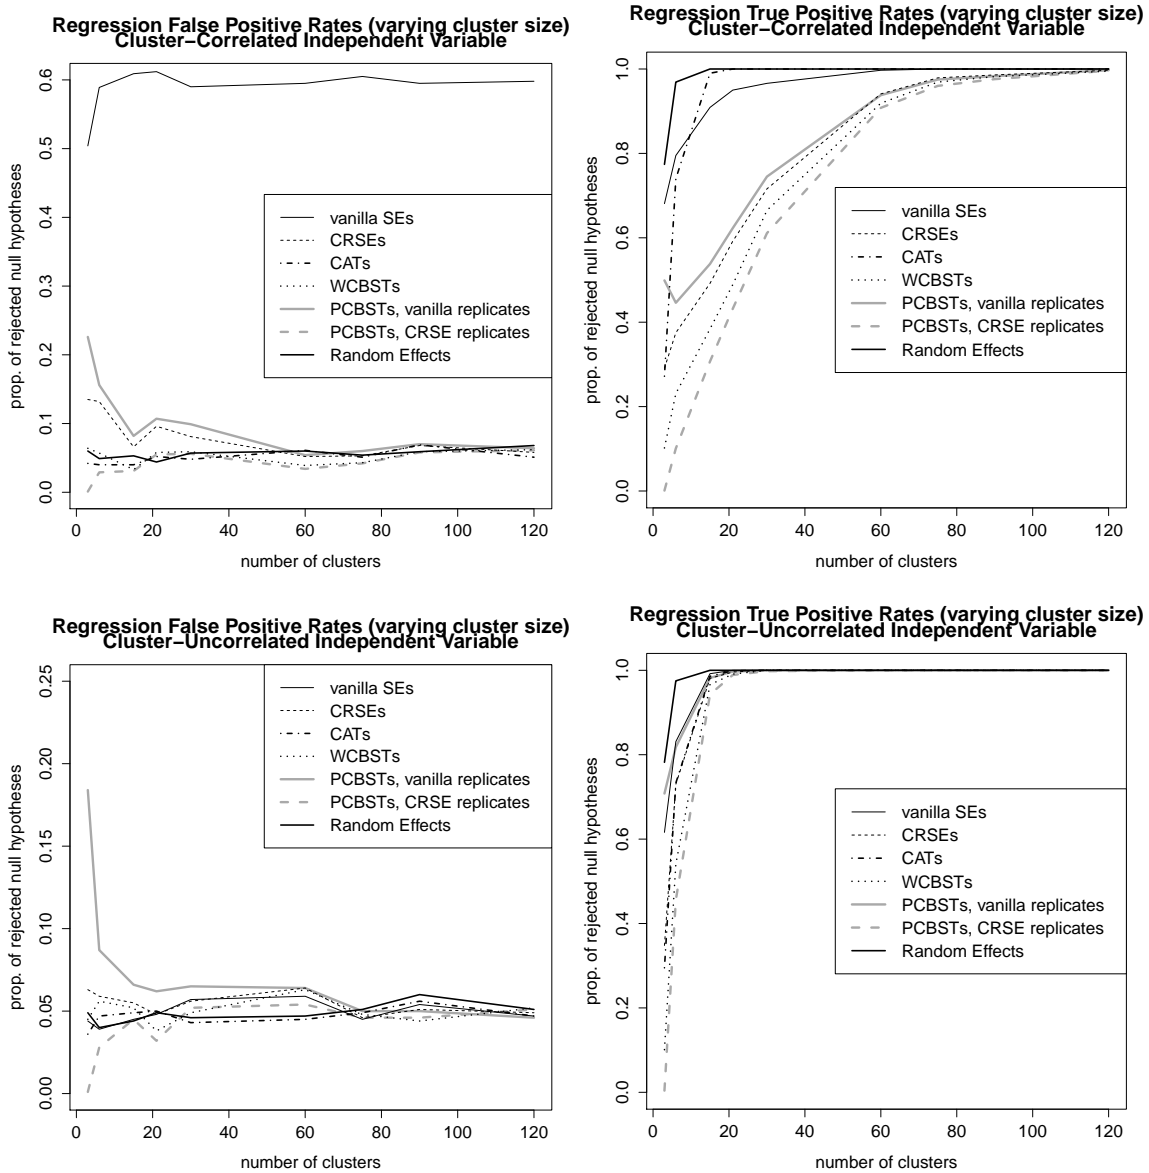 Regression False Positive Rates (varying cluster size)
Cluster−Correlated Independent Variable
prop. of rejected null hypotheses
0.6
0.5
0.4
0.3
0.2
0.1
0.0
vanilla SEs
CRSEs
CATs
WCBSTs
PCBSTs, vanilla replicates
PCBSTs, CRSE replicates
Random Effects
0 20 40 60 80 100 120
number of clusters
Regression True Positive Rates (varying cluster size)
Cluster−Correlated Independent Variable
prop. of rejected null hypotheses
1.0
0.8
0.6
0.4
0.2
0.0
vanilla SEs
CRSEs
CATs
WCBSTs
PCBSTs, vanilla replicates
PCBSTs, CRSE replicates
Random Effects
0 20 40 60 80 100 120
number of clusters
Regression False Positive Rates (varying cluster size)
Cluster−Uncorrelated Independent Variable
prop. of rejected null hypotheses
0.25
0.20
0.15
0.10
0.05
0.00
vanilla SEs
CRSEs
CATs
WCBSTs
PCBSTs, vanilla replicates
PCBSTs, CRSE replicates
Random Effects
0 20 40 60 80 100 120
number of clusters
Regression True Positive Rates (varying cluster size)
Cluster−Uncorrelated Independent Variable
prop. of rejected null hypotheses
1.0
0.8
0.6
0.4
0.2
0.0
vanilla SEs
CRSEs
CATs
WCBSTs
PCBSTs, vanilla replicates
PCBSTs, CRSE replicates
Random Effects
0 20 40 60 80 100 120
number of clusters